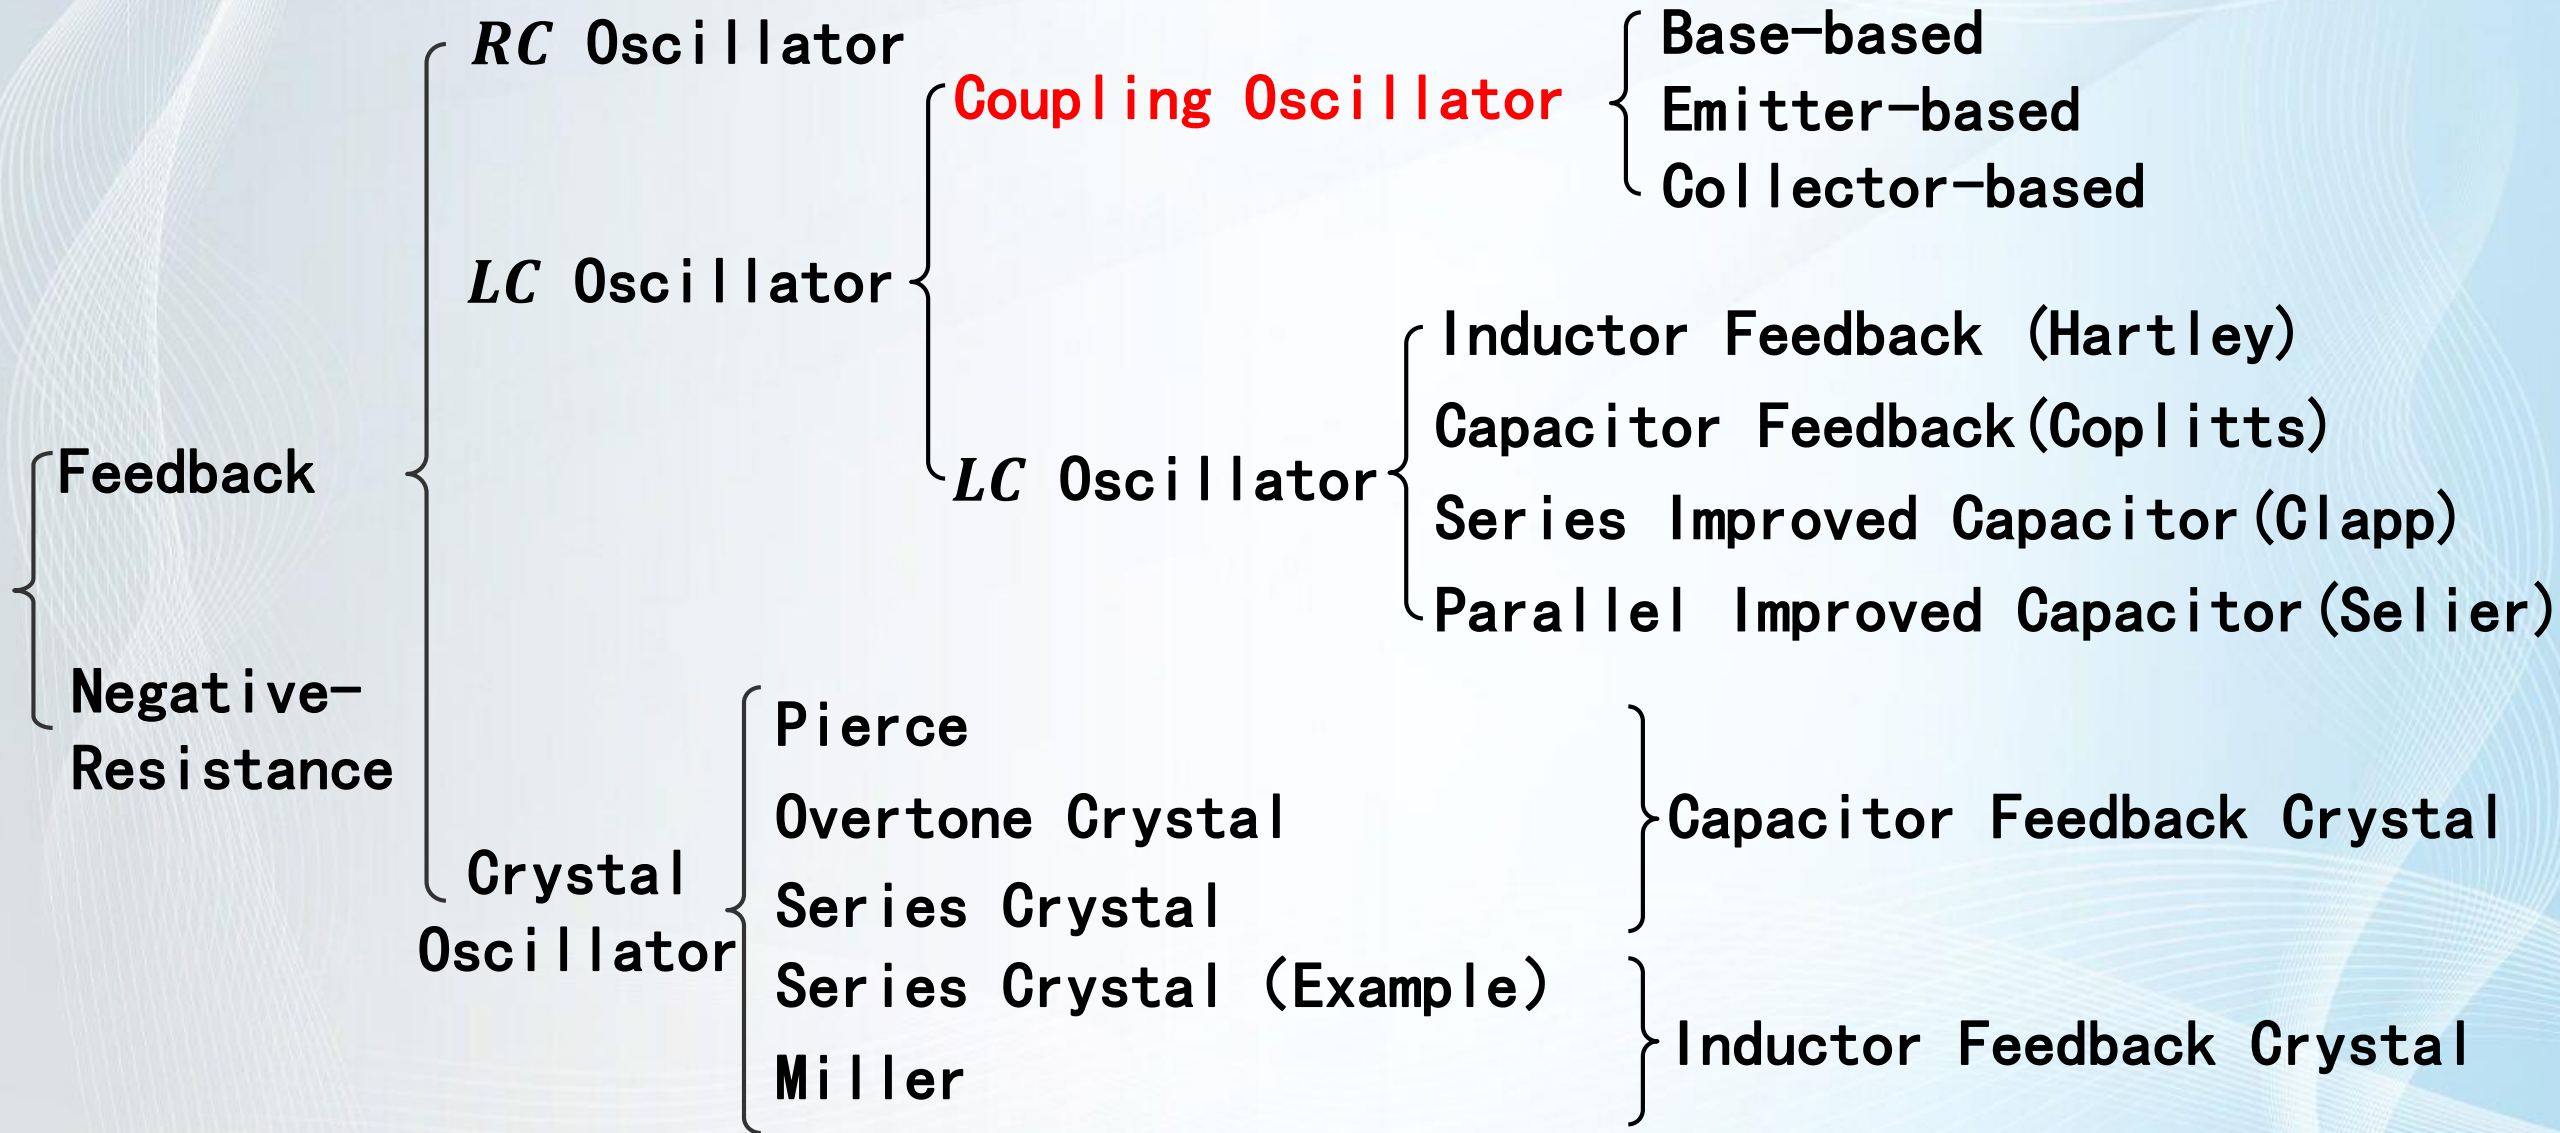 RC Oscillator
Coupling Oscillator
Base-based
Emitter-based
Collector-based
LC Oscillator
Inductor Feedback (Hartley)
Capacitor Feedback(Coplitts)
LC Oscillator
Series Improved Capacitor(Clapp)
Parallel Improved Capacitor(Selier)
Feedback
Negative-
Resistance
Crystal
Oscillator
Pierce
Overtone Crystal
Series Crystal
Series Crystal (Example)
Miller
Capacitor Feedback Crystal
Inductor Feedback Crystal